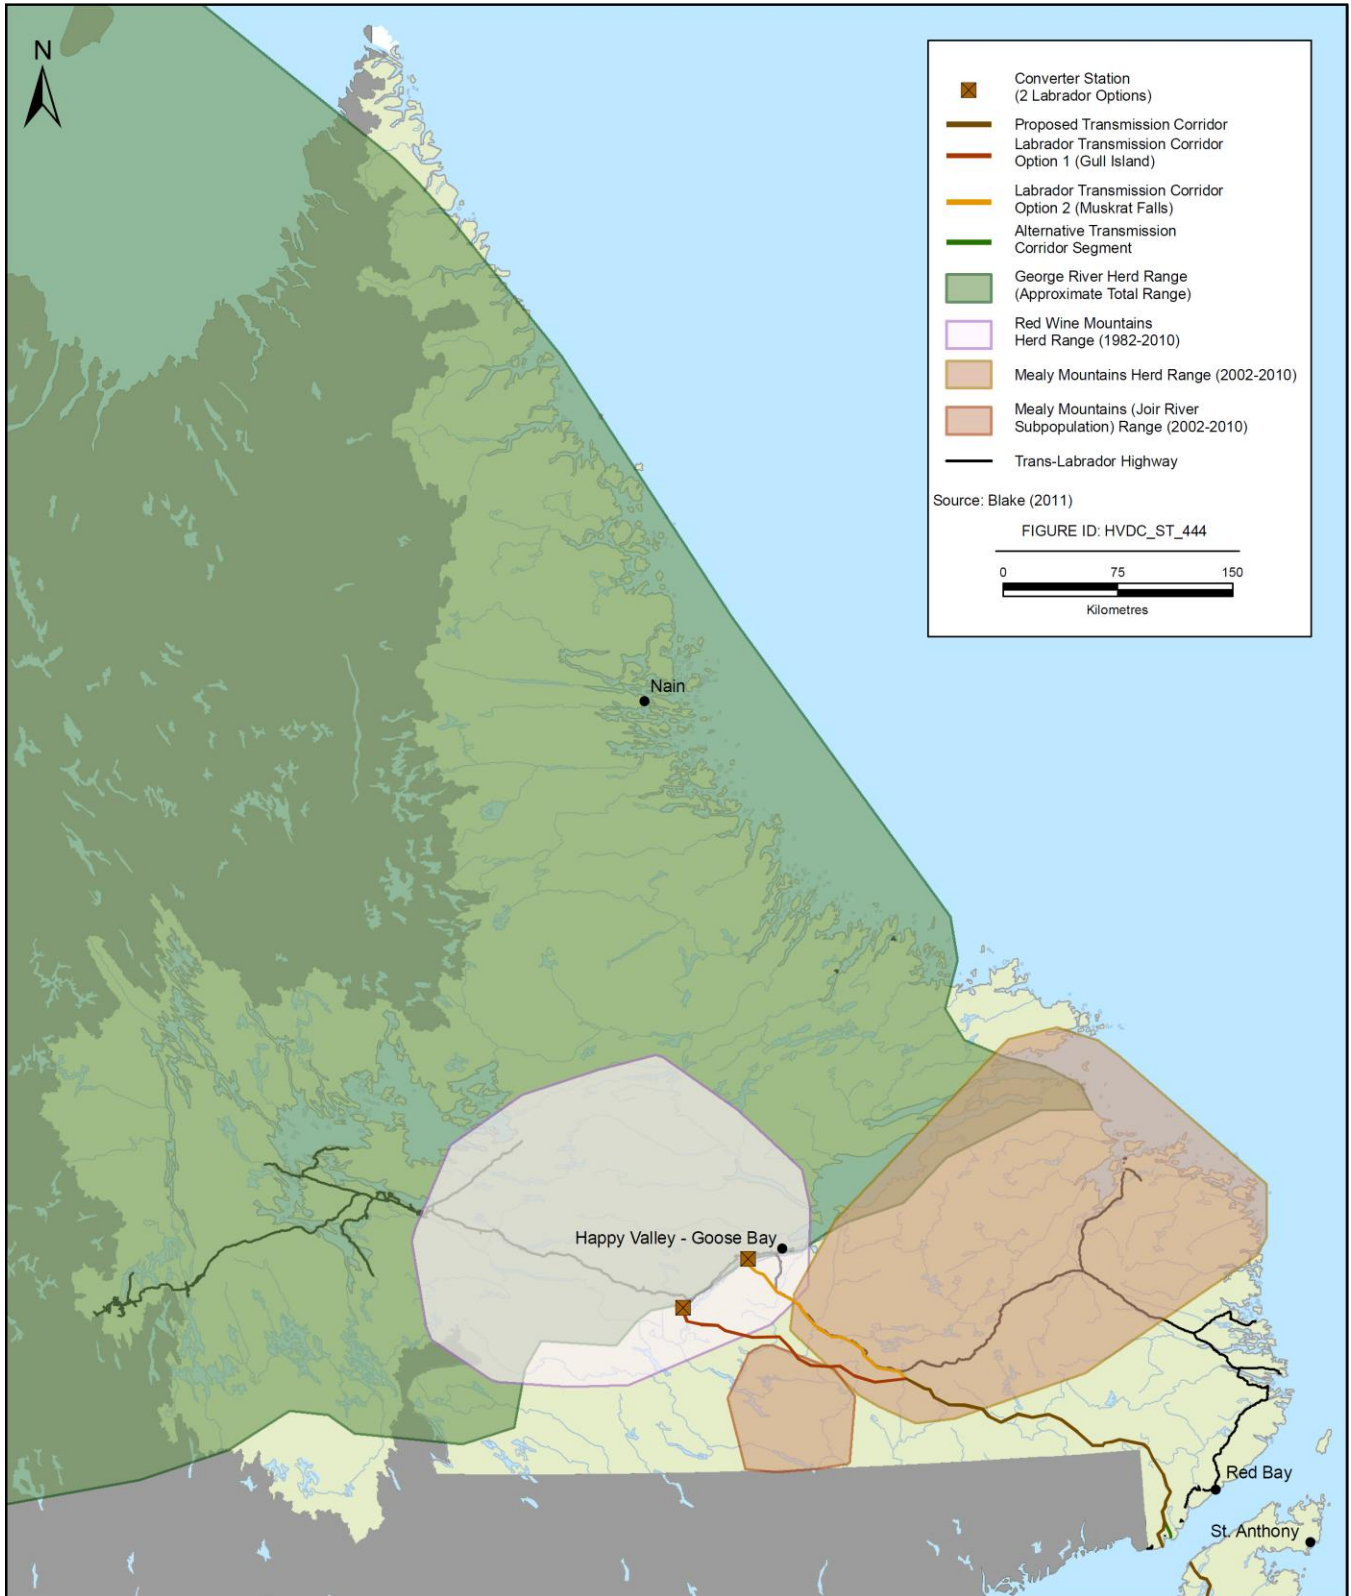 N
Converter Station
(2 Labrador Options)
Proposed Transmission Corridor
Labrador Transmission Corridor
Option 1 (Gull Island)
Labrador Transmission Corridor
Option 2 (Muskrat Falls)
Alternative Transmission
Corridor Segment
George River Herd Range
(Approximate Total Range)
Red Wine Mountains
Herd Range (1982-2010)
Mealy Mountains Herd Range (2002-2010)
Mealy Mountains (Joir River
Subpopulation) Range (2002-2010)
Trans-Labrador Highway
Source: Blake (2011)
FIGURE ID: HVDC_ST_444
0 75 150
Kilometres
Nain
Happy Valley - Goose Bay
Red Bay
St. Anthony